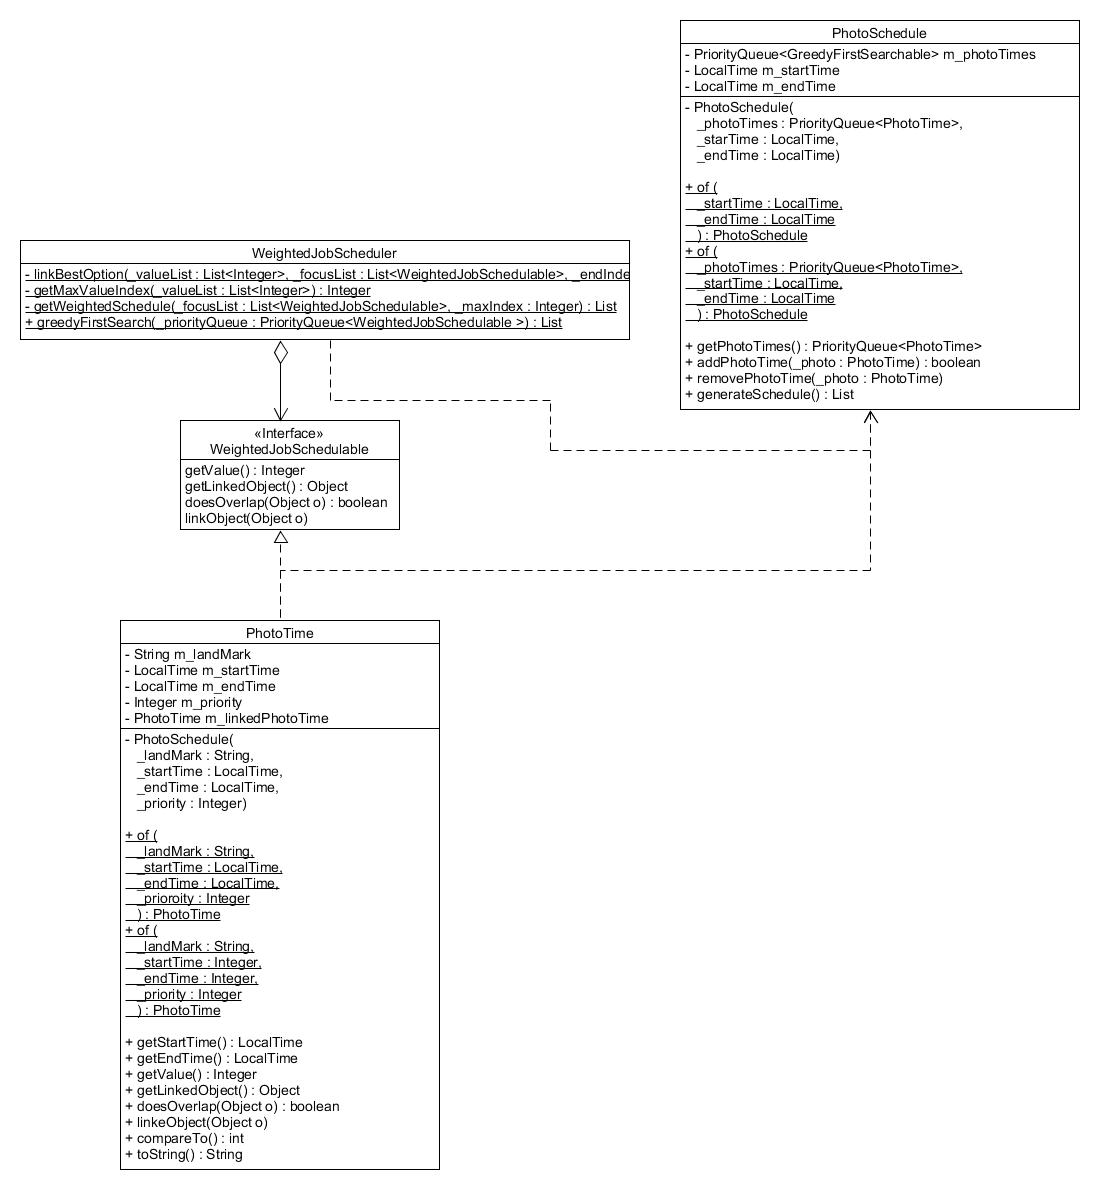 PhotoSchedule
- PriorityQueue<GreedyFirstSearchable> m_photoTimes
- LocalTime m_startTime
- LocalTime m_endTime
- PhotoSchedule(
_photoTimes : PriorityQueue<PhotoTime>,
_starTime : LocalTime,
_endTime : LocalTime)
+ of (
_startTime : LocalTime,
_endTime : LocalTime
) : PhotoSchedule
+ of (
_photoTimes : PriorityQueue<PhotoTime>,
_startTime : LocalTime,
_endTime : LocalTime
) : PhotoSchedule
+ getPhotoTimes() : PriorityQueue<PhotoTime>
+ addPhotoTime(_photo : PhotoTime) : boolean
+ removePhotoTime(_photo : PhotoTime)
+ generateSchedule() : List
WeightedJobScheduler
- linkBestOption(_valueList : List<Integer>, _focusList : List<WeightedJobSchedulable>, _endInde
- getMaxValueIndex(_valueList : List<Integer>) : Integer
- getWeightedSchedule(_focusList : List<WeightedJobSchedulable>, _maxIndex : Integer) : List
+ greedyFirstSearch(_priorityQueue : PriorityQueue<WeightedJobSchedulable >) : List
«Interface»
WeightedJobSchedulable
getValue() : Integer
getLinkedObject() : Object
doesOverlap(Object o) : boolean
linkObject(Object o)
PhotoTime
- String m_landMark
- LocalTime m_startTime
- LocalTime m_endTime
- Integer m_priority
- PhotoTime m_linkedPhotoTime
- PhotoSchedule(
_landMark : String,
_startTime : LocalTime,
_endTime : LocalTime,
_priority : Integer)
+ of (
_landMark : String,
_startTime : LocalTime,
_endTime : LocalTime,
_prioroity : Integer
) : PhotoTime
+ of (
_landMark : String,
_startTime : Integer,
_endTime : Integer,
_priority : Integer
) : PhotoTime
+ getStartTime() : LocalTime
+ getEndTime() : LocalTime
+ getValue() : Integer
+ getLinkedObject() : Object
+ doesOverlap(Object o) : boolean
+ linkeObject(Object o)
+ compareTo() : int
+ toString() : String